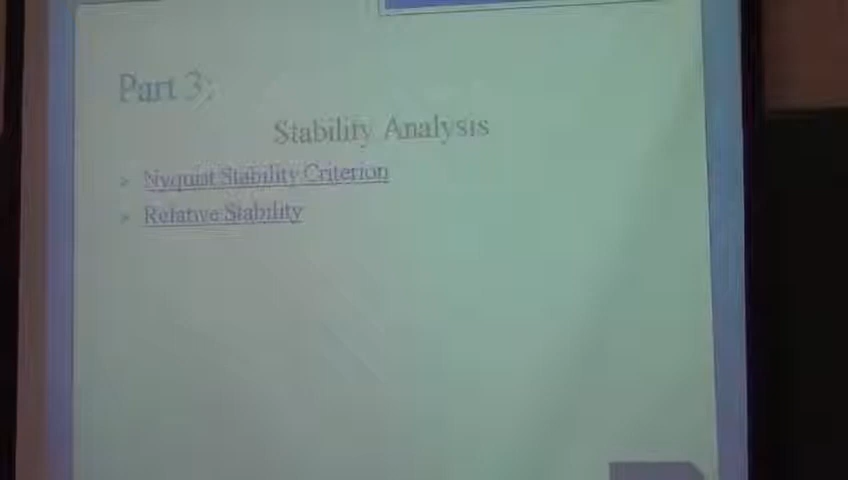 Part 3:
Stability Analysis
➢ Nyquist Stability Criterion
➢ Relative Stability